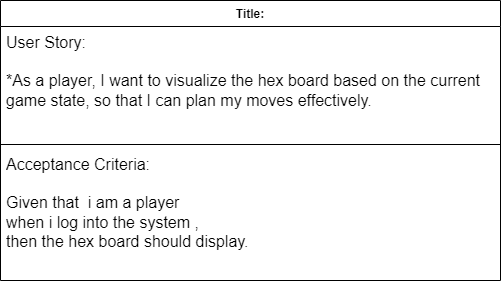 Title:
User Story:
*As a player, I want to visualize the hex board based on the current
game state, so that I can plan my moves effectively.
Acceptance Criteria:
Given that  i am a player
when i log into the system ,
then the hex board should display.